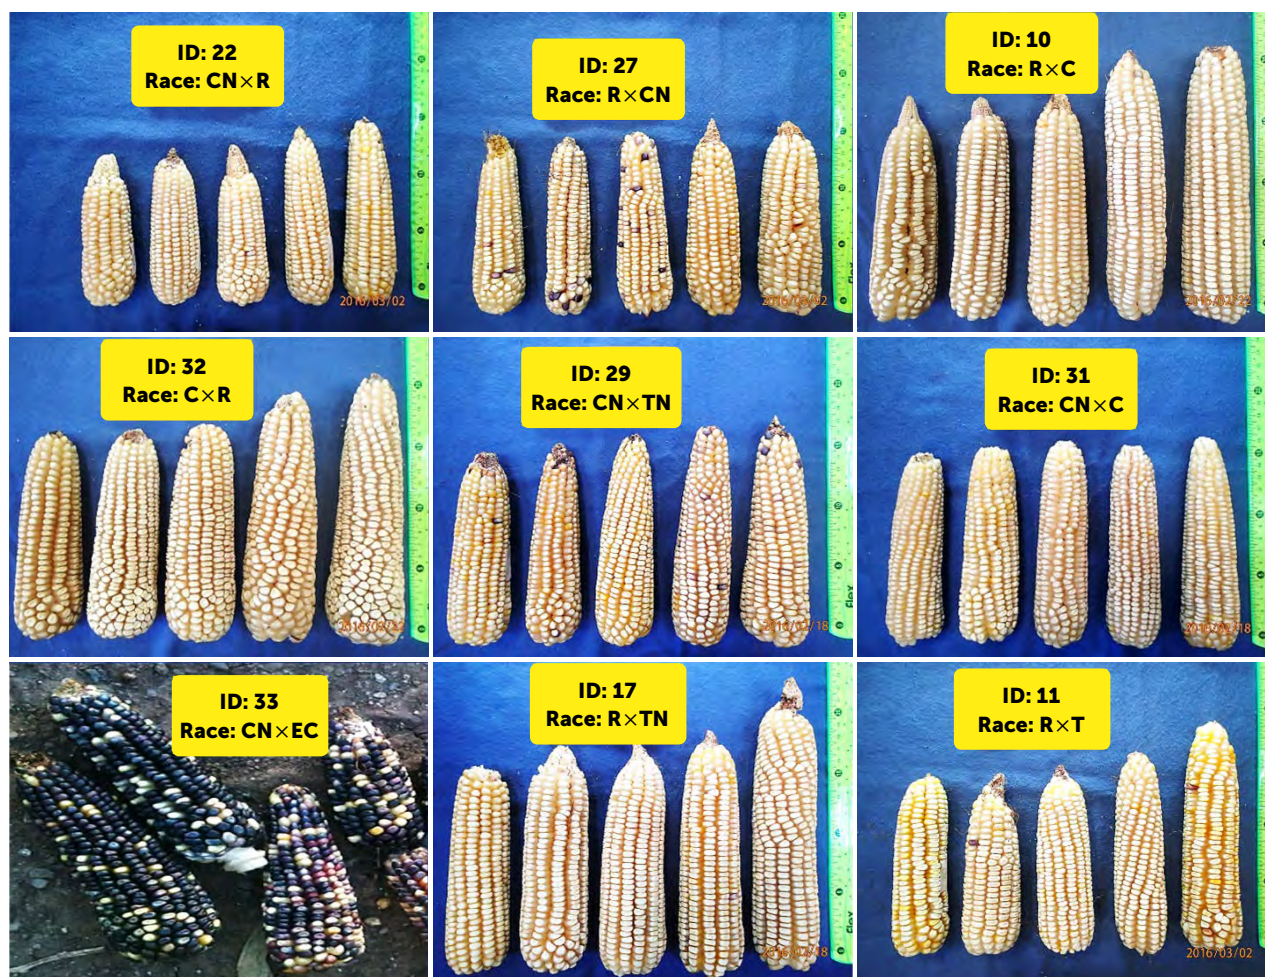 ID: 22
Race: CN×R
2016/03/02
ID: 27
Race: R×CN
ID: 10
Race: R×C
ID: 32
Race: C×R
ID: 29
Race: CN×TN
ID: 31
Race: CN×C
ID: 33
Race: CN×EC
ID: 17
Race: R×TN
ID: 11
Race: R×T
2016/03/02